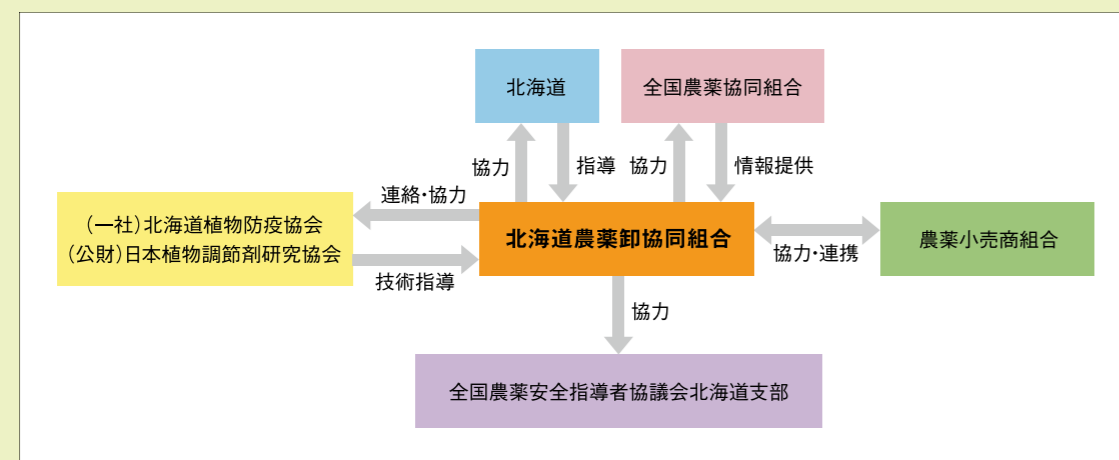 北海道
全国農薬協同組合
協力
指導
協力
情報提供
連絡・協力
(一社)北海道植物防疫協会
(公財)日本植物調節剤研究協会
技術指導
北海道農薬卸協同組合
協力・連携
農薬小売商組合
協力
全国農薬安全指導者協議会北海道支部